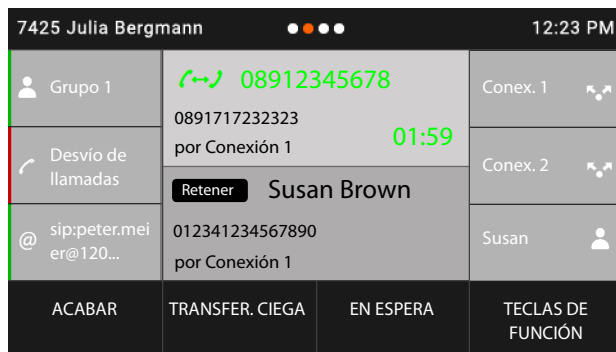 7425 Julia Bergmann
12:23 PM
Grupo 1
Desvío de
llamadas
@ sip:peter.mei
er@120...
08912345678
0891717232323
por Conexión 1
01:59
Retener Susan Brown
012341234567890
por Conexión 1
Conex. 1
Conex. 2
Susan
ACABAR
TRANSFER. CIEGA
EN ESPERA
TECLAS DE
FUNCIÓN